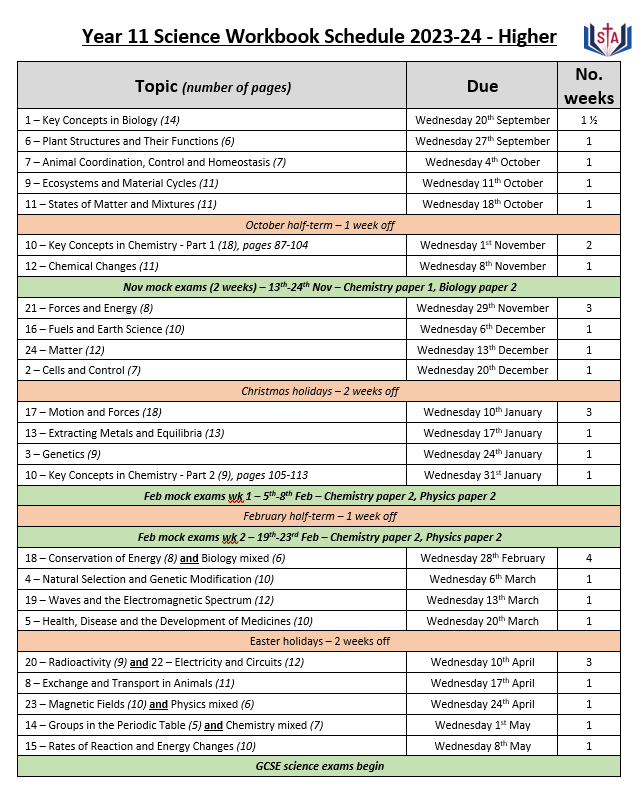 Year 11 Science Workbook Schedule 2023-24 - Higher
STA
Topic (number of pages) Due No. weeks
1 – Key Concepts in Biology (14) Wednesday 20th September 1 ½
6 – Plant Structures and Their Functions (6) Wednesday 27th September 1
7 – Animal Coordination, Control and Homeostasis (7) Wednesday 4th October 1
9 – Ecosystems and Material Cycles (11) Wednesday 11th October 1
11 – States of Matter and Mixtures (11) Wednesday 18th October 1
October half-term – 1 week off
10 – Key Concepts in Chemistry - Part 1 (18), pages 87-104 Wednesday 1st November 2
12 – Chemical Changes (11) Wednesday 8th November 1
Nov mock exams (2 weeks) – 13th-24th Nov – Chemistry paper 1, Biology paper 2
21 – Forces and Energy (8) Wednesday 29th November 3
16 – Fuels and Earth Science (10) Wednesday 6th December 1
24 – Matter (12) Wednesday 13th December 1
2 – Cells and Control (7) Wednesday 20th December 1
Christmas holidays – 2 weeks off
17 – Motion and Forces (18) Wednesday 10th January 3
13 – Extracting Metals and Equilibria (13) Wednesday 17th January 1
3 – Genetics (9) Wednesday 24th January 1
10 – Key Concepts in Chemistry - Part 2 (9), pages 105-113 Wednesday 31st January 1
Feb mock exams wk 1 – 5th-8th Feb – Chemistry paper 2, Physics paper 2
February half-term – 1 week off
Feb mock exams wk 2 – 19th-23rd Feb – Chemistry paper 2, Physics paper 2
18 – Conservation of Energy (8) and Biology mixed (6) Wednesday 28th February 4
4 – Natural Selection and Genetic Modification (10) Wednesday 6th March 1
19 – Waves and the Electromagnetic Spectrum (12) Wednesday 13th March 1
5 – Health, Disease and the Development of Medicines (10) Wednesday 20th March 1
Easter holidays – 2 weeks off
20 – Radioactivity (9) and 22 – Electricity and Circuits (12) Wednesday 10th April 3
8 – Exchange and Transport in Animals (11) Wednesday 17th April 1
23 – Magnetic Fields (10) and Physics mixed (6) Wednesday 24th April 1
14 – Groups in the Periodic Table (5) and Chemistry mixed (7) Wednesday 1st May 1
15 – Rates of Reaction and Energy Changes (10) Wednesday 8th May 1
GCSE science exams begin